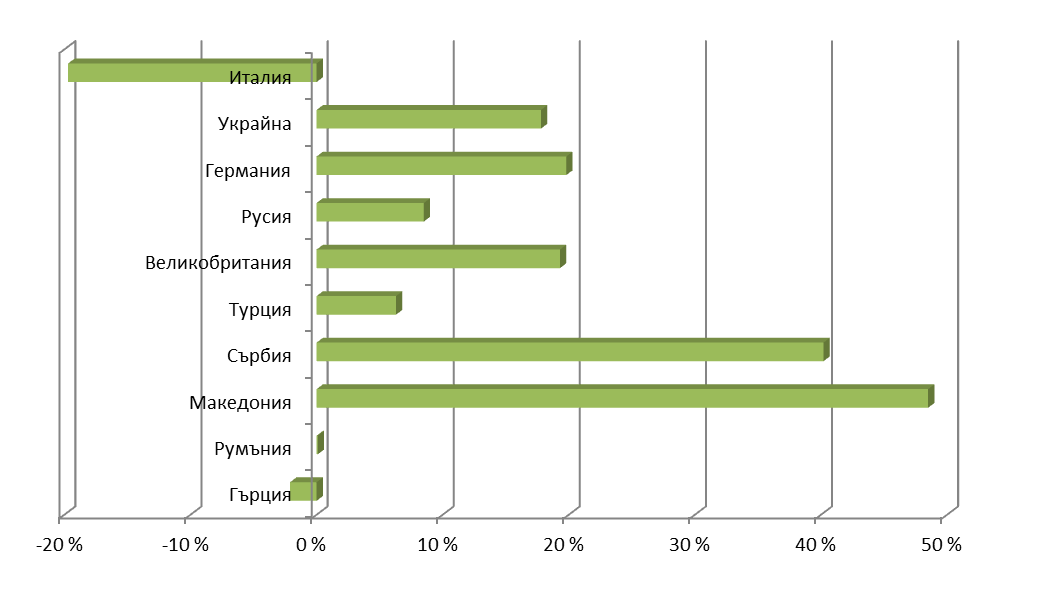 Италия
Украйна
Германия
Русия
Великобритания
Турция
Сърбия
Македония
Румъния
Гърция
-20 % -10 % 0 % 10 % 20 % 30 % 40 % 50 %